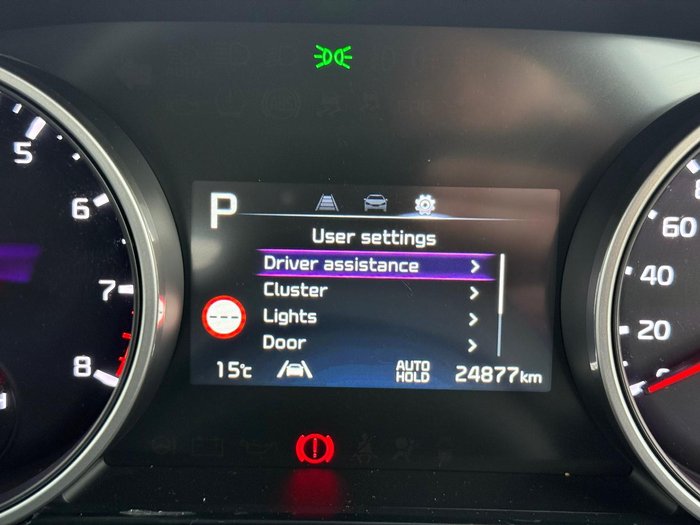 P
User settings
Driver assistance
Cluster
Lights
Door
15°C
AUTO
HOLD
24877km
5
6
7
8
60
40
20